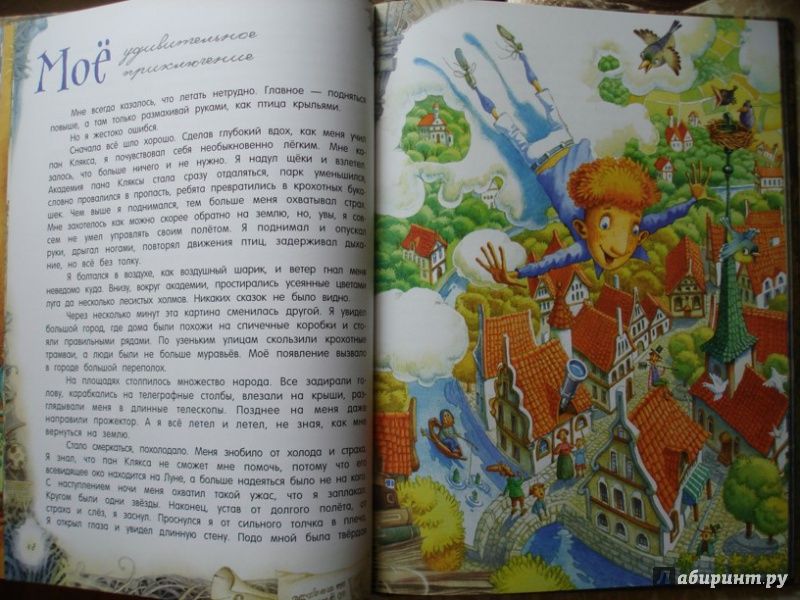 Моё удивительное
приключение
Мне всегда казалось, что летать нетрудно. Главное — подняться
повыше, а там только размахивай руками, как птица крыльями.
Но я жестоко ошибся.
Сначала всё шло хорошо. Сделав глубокий вдох, как меня учил
пан Клякса, я почувствовал себя необыкновенно лёгким. Мне ка-
залось, что больше ничего и не нужно. Я надул щёки и взлетел.
Академия пана Кляксы стала сразу отдаляться, парк уменьшился,
словно провалился в пропасть, ребята превратились в крохотных бука-
шек. Чем выше я поднимался, тем больше меня охватывал страх.
Мне захотелось как можно скорее обратно на землю, но, увы, я сов-
сем не умел управлять своим полётом. Я поднимал и опускал
руки, дрыгал ногами, повторял движения птиц, задерживал дыха-
ние, но всё без толку.
Я болтался в воздухе, как воздушный шарик, и ветер гнал меня
неведомо куда. Внизу, вокруг академии, простирались усеянные цветами
луга да несколько лесистых холмов. Никаких сказок не было видно.
Через несколько минут эта картина сменилась другой. Я увидел
большой город, где дома были похожи на спичечные коробки и сто-
яли правильными рядами. По узеньким улицам скользили крохотные
трамваи, а люди были не больше муравьёв. Моё появление вызвало
в городе большой переполох.
На площадях столпилось множество народа. Все задирали го-
лову, карабкались на телеграфные столбы, влезали на крыши, раз-
глядывали меня в длинные телескопы. Позднее на меня даже
направили прожектор. А я всё летел и летел, не зная, как мне
вернуться на землю.
Стало смеркаться, похолодало. Меня знобило от холода и страха.
Я знал, что пан Клякса не сможет мне помочь, потому что его
всевидящее око находится на Луне, а больше надеяться было не на кого.
С наступлением ночи меня охватил такой ужас, что я заплакал.
Кругом были одни звёзды. Наконец, устав от долгого полёта, от
страха и слёз, я заснул. Проснулся я от сильного толчка в плечо.
Я открыл глаза и увидел длинную стену. Подо мной была твёрдая
Лабиринт.ру